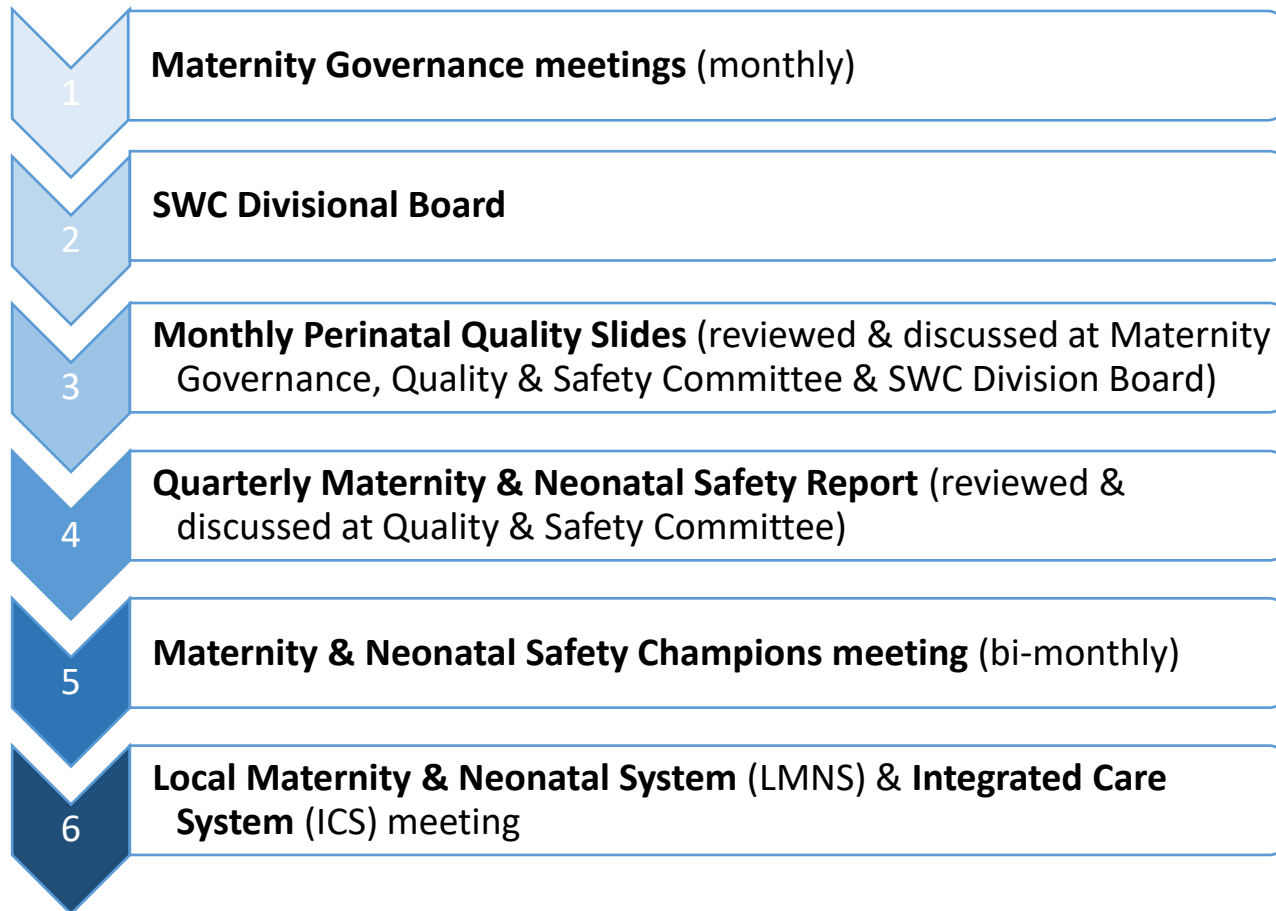 1
Maternity Governance meetings (monthly)
2
SWC Divisional Board
3
Monthly Perinatal Quality Slides (reviewed & discussed at Maternity
Governance, Quality & Safety Committee & SWC Division Board)
4
Quarterly Maternity & Neonatal Safety Report (reviewed &
discussed at Quality & Safety Committee)
5
Maternity & Neonatal Safety Champions meeting (bi-monthly)
6
Local Maternity & Neonatal System (LMNS) & Integrated Care
System (ICS) meeting